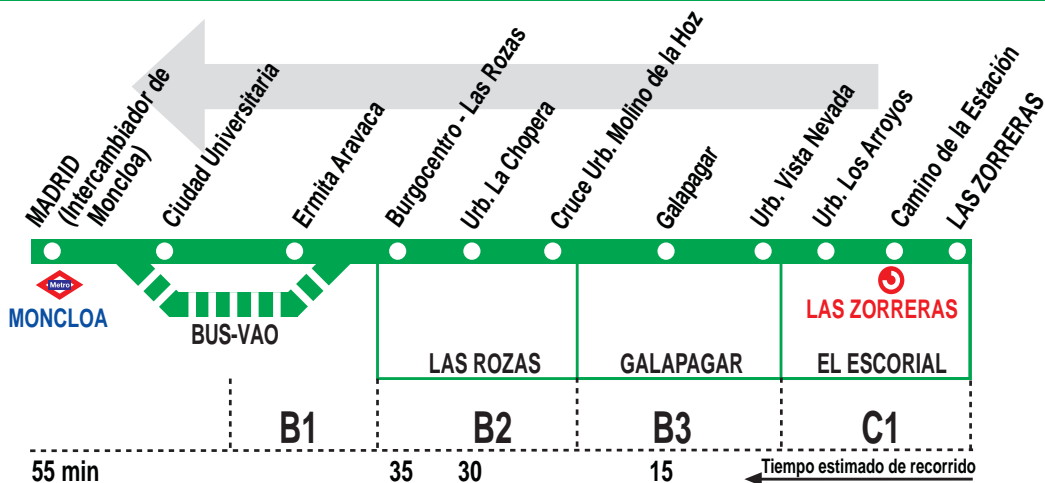 MADRID
(Intercambiador de
Moncloa)
Ciudad Universitaria
Ermita Aravaca
Burgocentro - Las Rozas
Urb. La Chopera
Cruce Urb. Molino de la Hoz
Galapagar
Urb. Vista Nevada
Urb. Los Arroyos
Camino de la Estación
LAS ZORRERAS
Metro
MONCLOA
BUS-VAO
LAS ZORRERAS
LAS ROZAS
GALAPAGAR
EL ESCORIAL
B1
B2
B3
C1
55 min
35
30
15
Tiempo estimado de recorrido